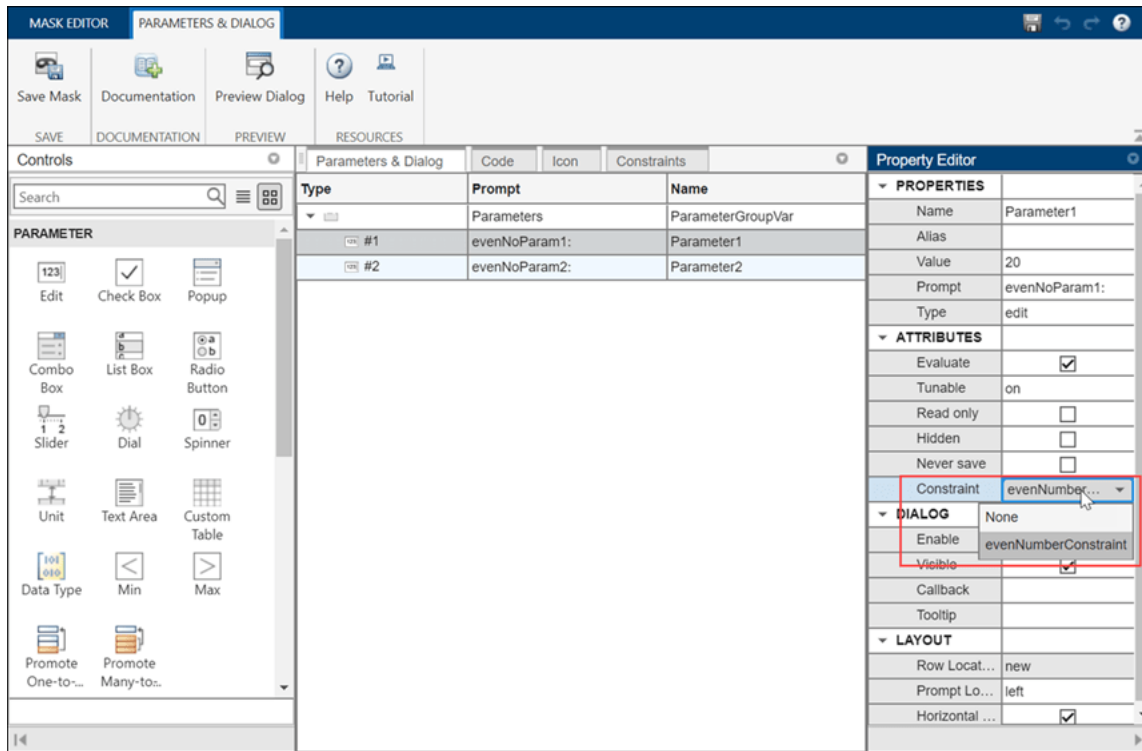 MASK EDITOR
PARAMETERS & DIALOG
Save Mask
Documentation
Preview Dialog
Help
Tutorial
SAVE
DOCUMENTATION
PREVIEW
RESOURCES
Controls
Search
PARAMETER
123
Edit
Check Box
Popup
Combo
Box
List Box
Radio
Button
Slider
Dial
Spinner
Unit
Text Area
Custom
Table
Data Type
Min
Max
Promote
One-to-...
Promote
Many-to-...
Parameters & Dialog
Code
Icon
Constraints
Type
Prompt
Name
Parameters
ParameterGroupVar
#1
evenNoParam1:
Parameter1
#2
evenNoParam2:
Parameter2
Property Editor
PROPERTIES
Name
Parameter1
Alias
Value
20
Prompt
evenNoParam1:
Type
edit
ATTRIBUTES
Evaluate
Tunable
on
Read only
Hidden
Never save
Constraint
evenNumber...
None
evenNumberConstraint
DIALOG
Enable
Visible
Callback
Tooltip
LAYOUT
Row Locat...
new
Prompt Lo...
left
Horizontal ...